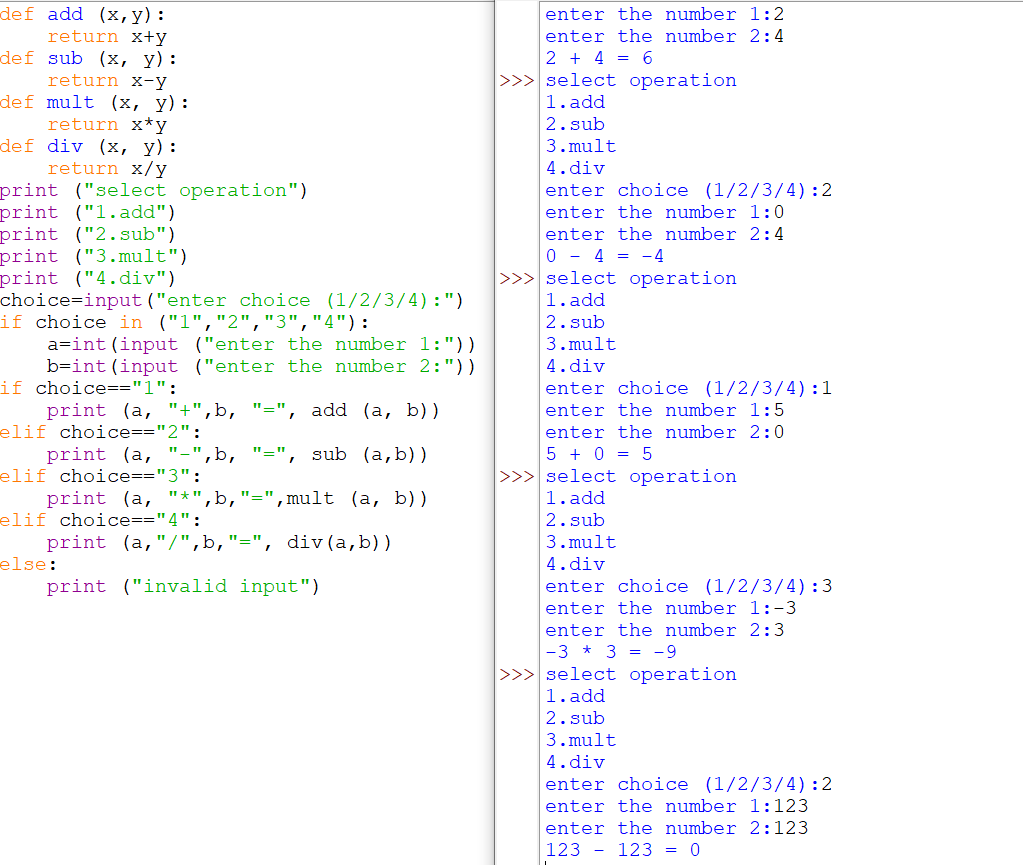 def add (x,y):
    return x+y
def sub (x, y):
    return x-y
def mult (x, y):
    return x*y
def div (x, y):
    return x/y
print ("select operation")
print ("1.add")
print ("2.sub")
print ("3.mult")
print ("4.div")
choice=input("enter choice (1/2/3/4):")
if choice in ("1","2","3","4"):
    a=int(input ("enter the number 1:"))
    b=int(input ("enter the number 2:"))
if choice=="1":
    print (a, "+",b, "=", add (a, b))
elif choice=="2":
    print (a, "-",b, "=", sub (a,b))
elif choice=="3":
    print (a, "*",b,"=",mult (a, b))
elif choice=="4":
    print (a,"/",b,"=", div(a,b))
else:
    print ("invalid input")
enter the number 1:2
enter the number 2:4
2 + 4 = 6
>>> select operation
1.add
2.sub
3.mult
4.div
enter choice (1/2/3/4):2
enter the number 1:0
enter the number 2:4
0 - 4 = -4
>>> select operation
1.add
2.sub
3.mult
4.div
enter choice (1/2/3/4):1
enter the number 1:5
enter the number 2:0
5 + 0 = 5
>>> select operation
1.add
2.sub
3.mult
4.div
enter choice (1/2/3/4):3
enter the number 1:-3
enter the number 2:3
-3 * 3 = -9
>>> select operation
1.add
2.sub
3.mult
4.div
enter choice (1/2/3/4):2
enter the number 1:123
enter the number 2:123
123 - 123 = 0